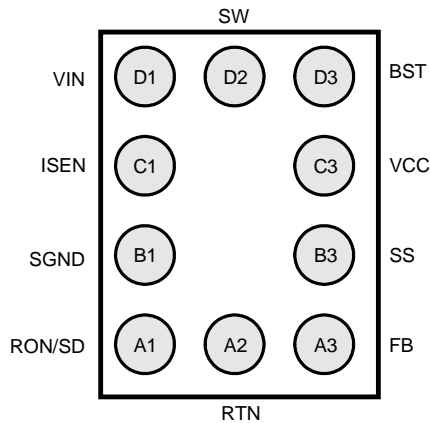 SW
VIN D1 D2 D3 BST
ISEN C1 C3 VCC
SGND B1 B3 SS
RON/SD A1 A2 A3 FB
RTN